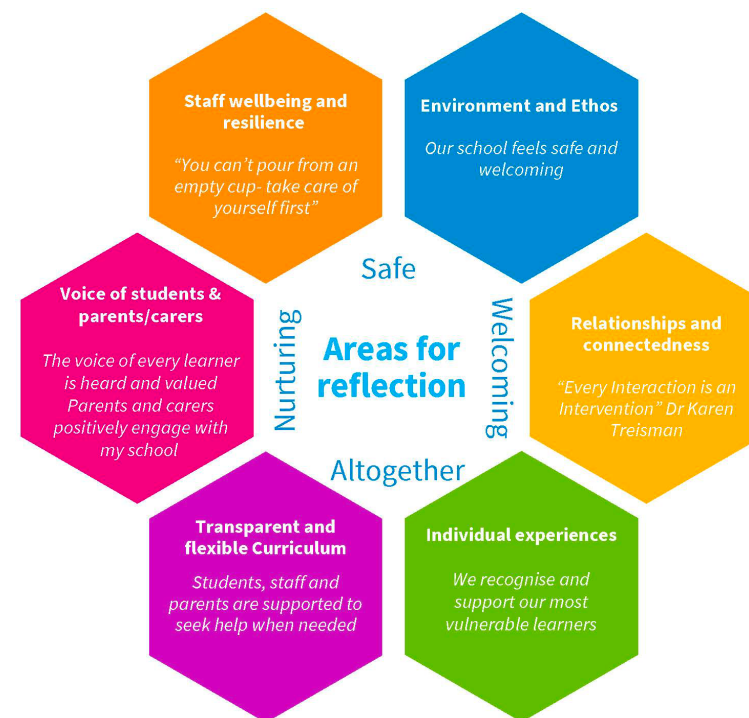 Staff wellbeing and
resilience
“You can’t pour from an
empty cup- take care of
yourself first”
Environment and Ethos
Our school feels safe and
welcoming
Voice of students &
parents/carers
The voice of every learner
is heard and valued
Parents and carers
positively engage with
my school
Safe
Nurturing
Areas for
reflection
Welcoming
Altogether
Relationships and
connectedness
“Every Interaction is an
Intervention” Dr Karen
Treisman
Transparent and
flexible Curriculum
Students, staff and
parents are supported to
seek help when needed
Individual experiences
We recognise and
support our most
vulnerable learners